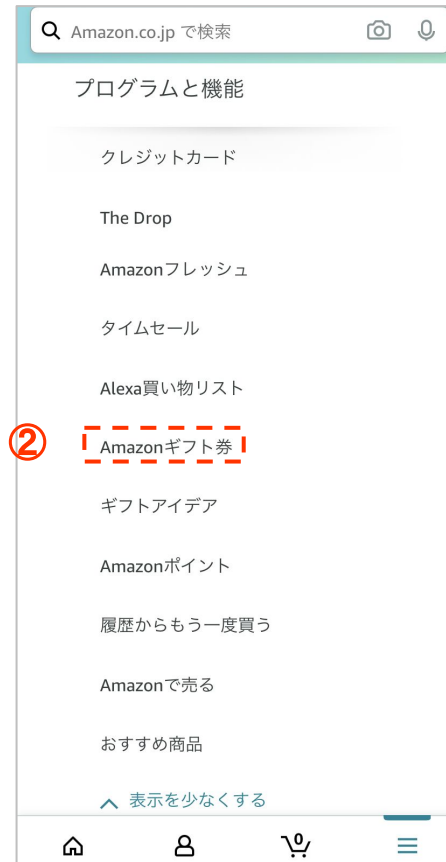 Amazon.co.jp で検索
プログラムと機能
クレジットカード
The Drop
Amazonフレッシュ
タイムセール
Alexa買い物リスト
② Amazonギフト券
ギフトアイデア
Amazonポイント
履歴からもう一度買う
Amazonで売る
おすすめ商品
表示を少なくする
0